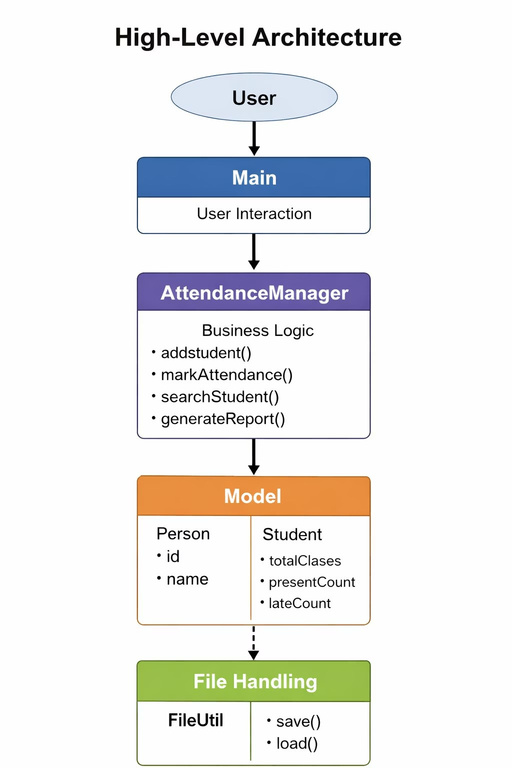 High-Level Architecture
User
Main
User Interaction
AttendanceManager
Business Logic
• addstudent()
• markAttendance()
• searchStudent()
• generateReport()
Model
Person
• id
• name
Student
• totalClases
• presentCount
• lateCount
File Handling
FileUtil
• save()
• load()